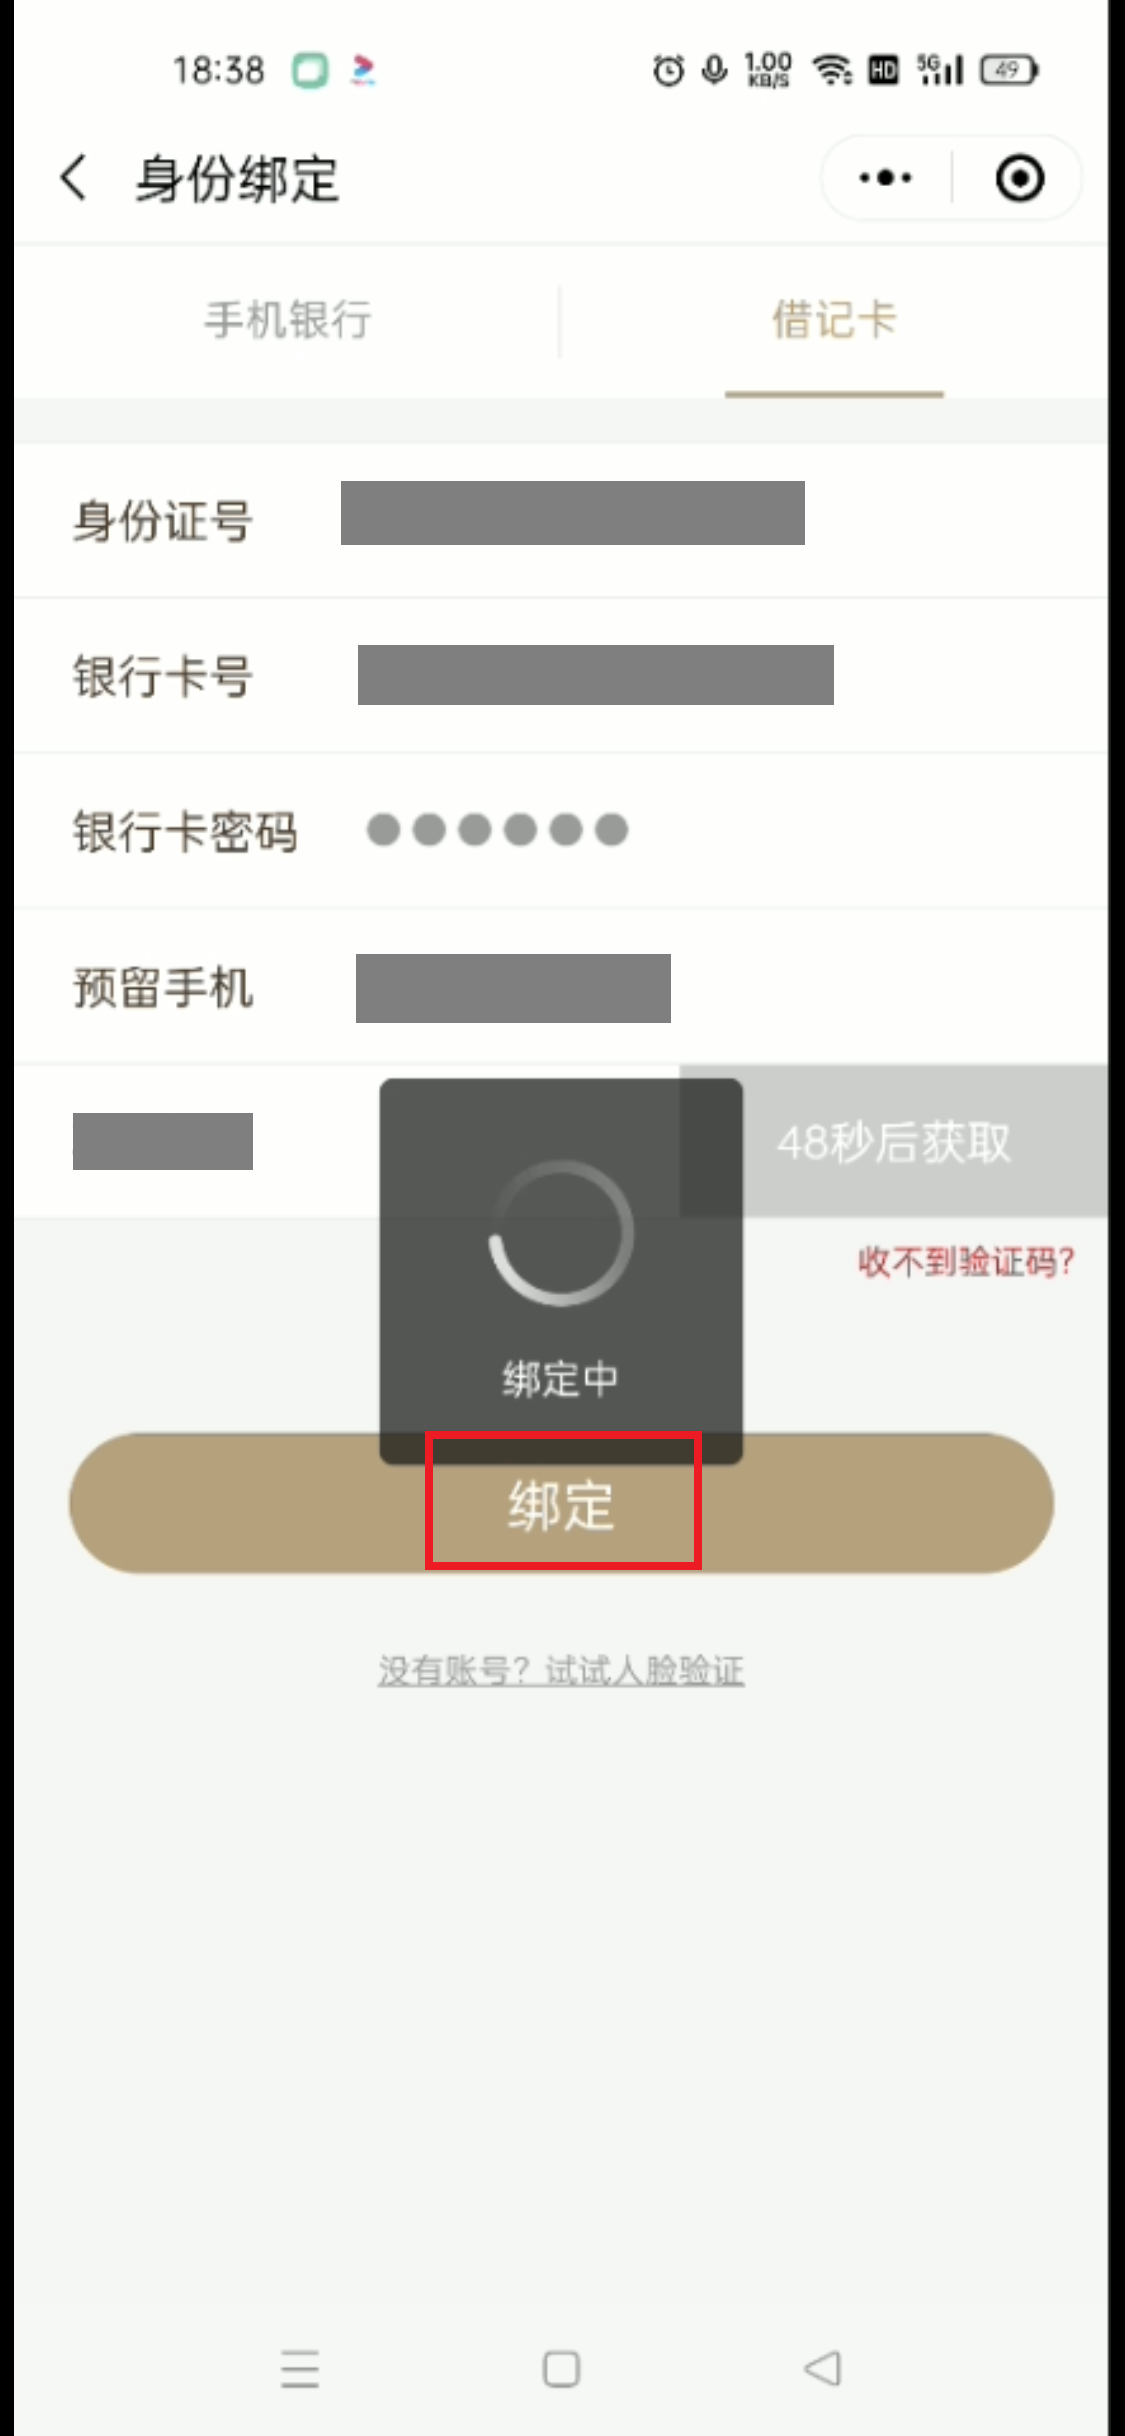 18:38 1.00 KB/S HD 5G 49
身份绑定
手机银行 借记卡
身份证号
银行卡号
银行卡密码 ●●●●●●
预留手机
48秒后获取
收不到验证码?
绑定中
绑定
没有账号? 试试人脸验证